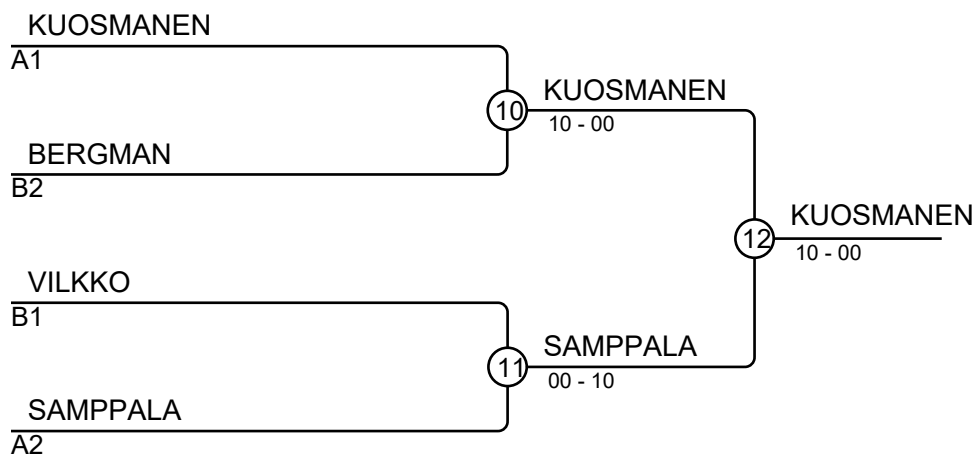 KUOSMANEN
A1
10
KUOSMANEN
10 - 00
BERGMAN
B2
12
KUOSMANEN
10 - 00
VILKKO
B1
11
SAMPPALA
00 - 10
SAMPPALA
A2